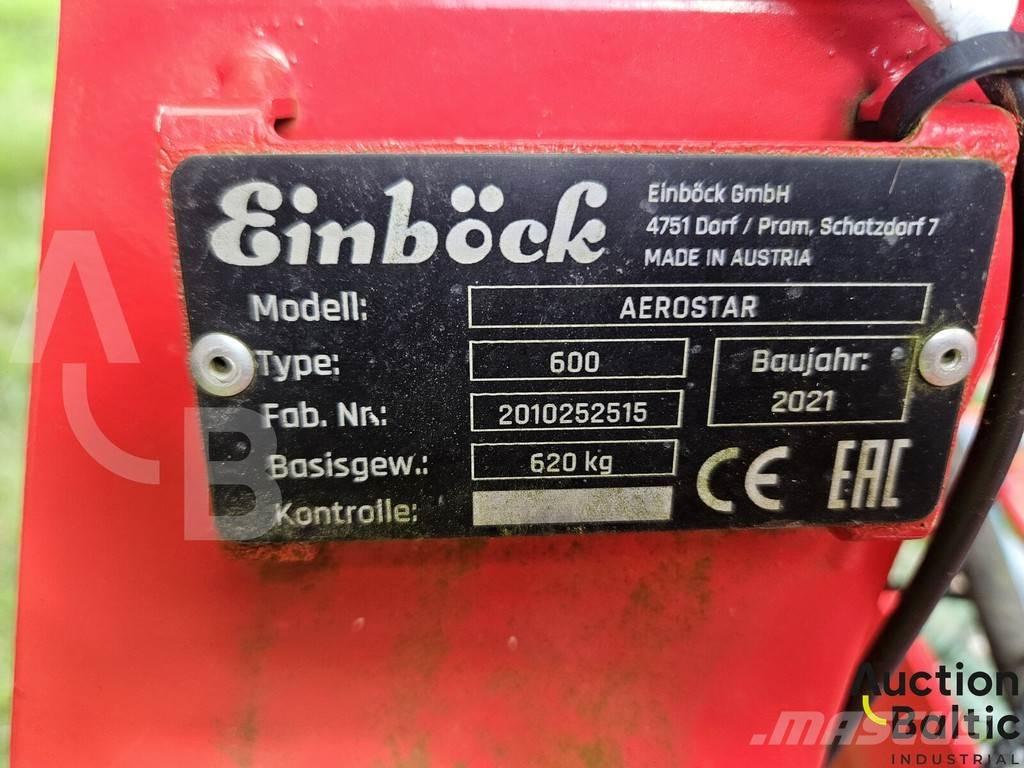 Einböck
Einböck GmbH
4751 Dorf / Pram, Schatzdorf 7
MADE IN AUSTRIA
Modell: AEROSTAR
Type: 600
Baujahr:
2021
Fab. Nr.: 2010252515
Basisgew.: 620 kg
Kontrolle:
CE EAC
AB
Auction
Baltic
INDUSTRIAL
MASCUS